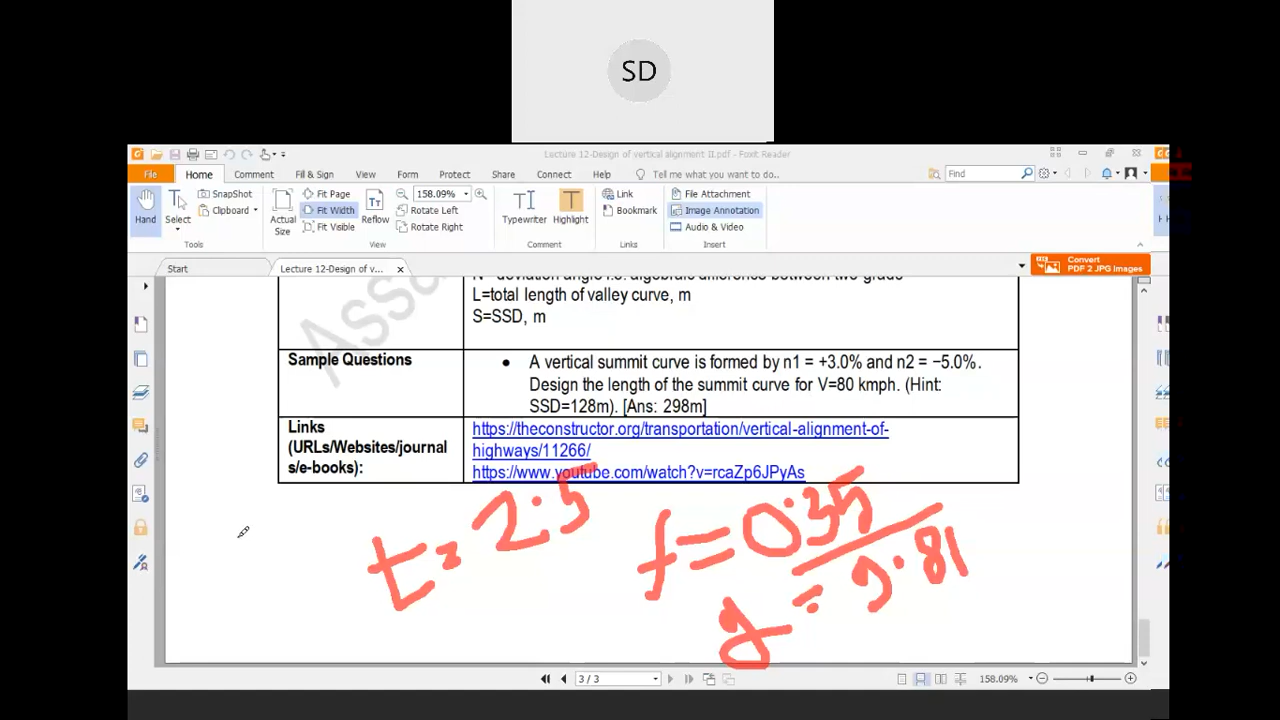 SD
Lecture 12-Design of vertical alignment II.pdf - Foxit Reader
File Home Comment Fill & Sign View Form Protect Share Connect Help Tell me what you want to do.. Find
Hand
Select
SnapShot
Clipboard
Actual Size
Fit Page
Fit Width
Fit Visible
Reflow
158.09%
Rotate Left
Rotate Right
Typewriter
Highlight
Link
Bookmark
File Attachment
Image Annotation
Audio & Video
Tools View Comment Links Insert
Start Lecture 12-Design of v...
Convert
PDF 2 JPG Images
L=total length of valley curve, m
S=SSD, m
Sample Questions
• A vertical summit curve is formed by n1 = +3.0% and n2 = −5.0%.
Design the length of the summit curve for V=80 kmph. (Hint:
SSD=128m). [Ans: 298m]
Links
(URLs/Websites/journal
s/e-books):
https://theconstructor.org/transportation/vertical-alignment-of-
highways/11266/
https://www.youtube.com/watch?v=rcaZp6JPyAs
t = 2.5
f = 0.35
g = 9.81
3 / 3
158.09%